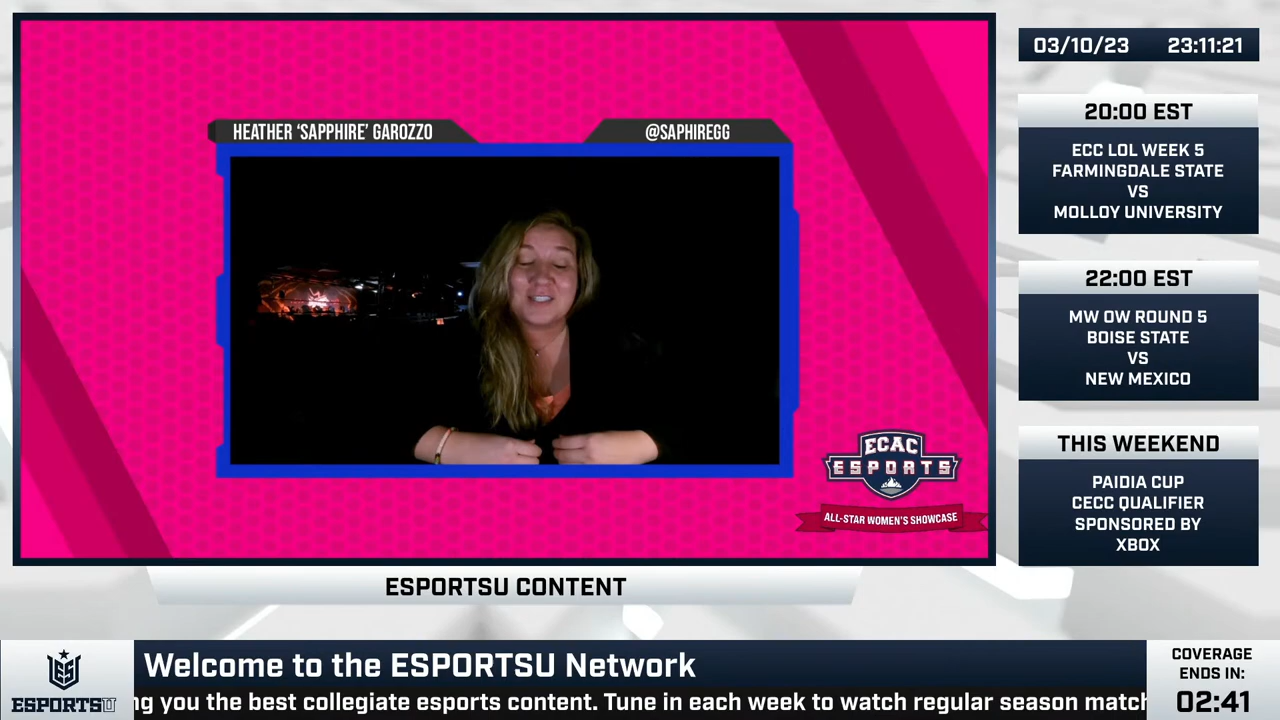 HEATHER ‘SAPPHIRE’ GAROZZO
@SAPHIREGG
ECAC
ESPORTS
ALL-STAR WOMEN'S SHOWCASE
ESPORTSU CONTENT
03/10/23 23:11:21
20:00 EST
ECC LOL WEEK 5
FARMINGDALE STATE
VS
MOLLOY UNIVERSITY
22:00 EST
MW OW ROUND 5
BOISE STATE
VS
NEW MEXICO
THIS WEEKEND
PAIDIA CUP
CECC QUALIFIER
SPONSORED BY
XBOX
ESPORTSU
Welcome to the ESPORTSU Network
ng you the best collegiate esports content. Tune in each week to watch regular season match
COVERAGE
ENDS IN:
02:41